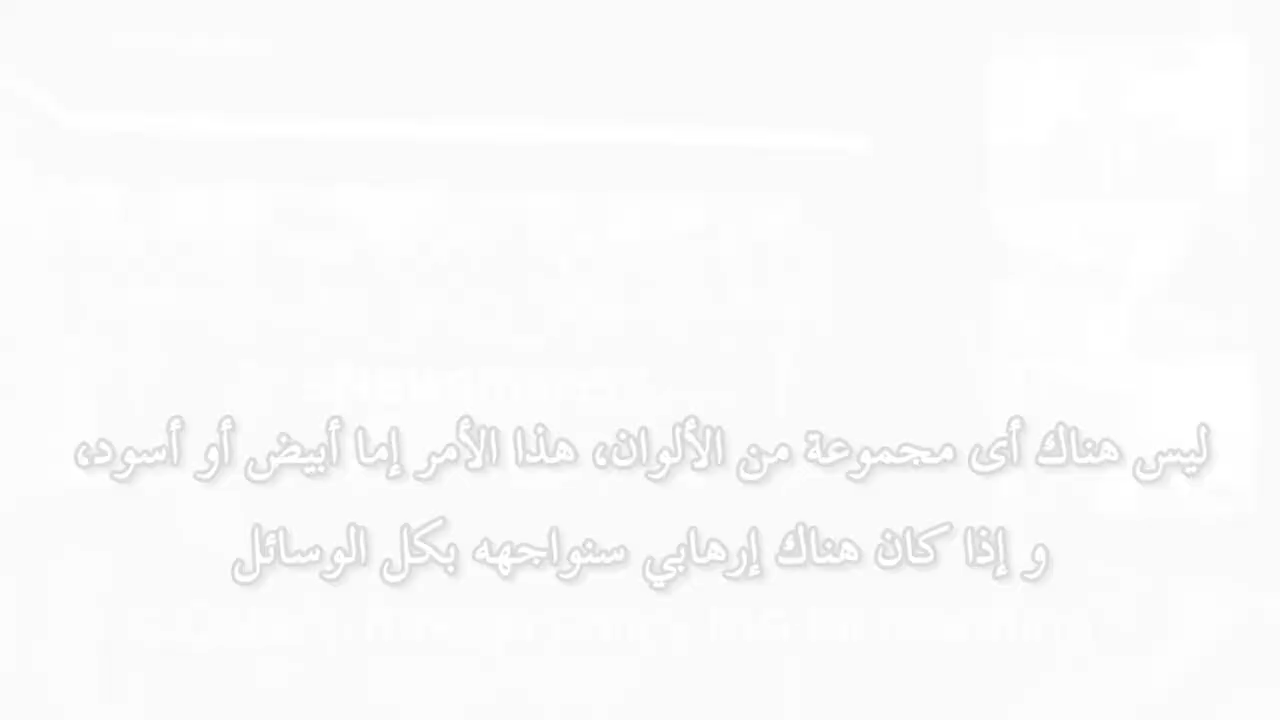 ليس هناك أى مجموعة من الألوان، هذا الأمر إما أبيض أو أسود،
و إذا كان هناك إرهابي سنواجهه بكل الوسائل